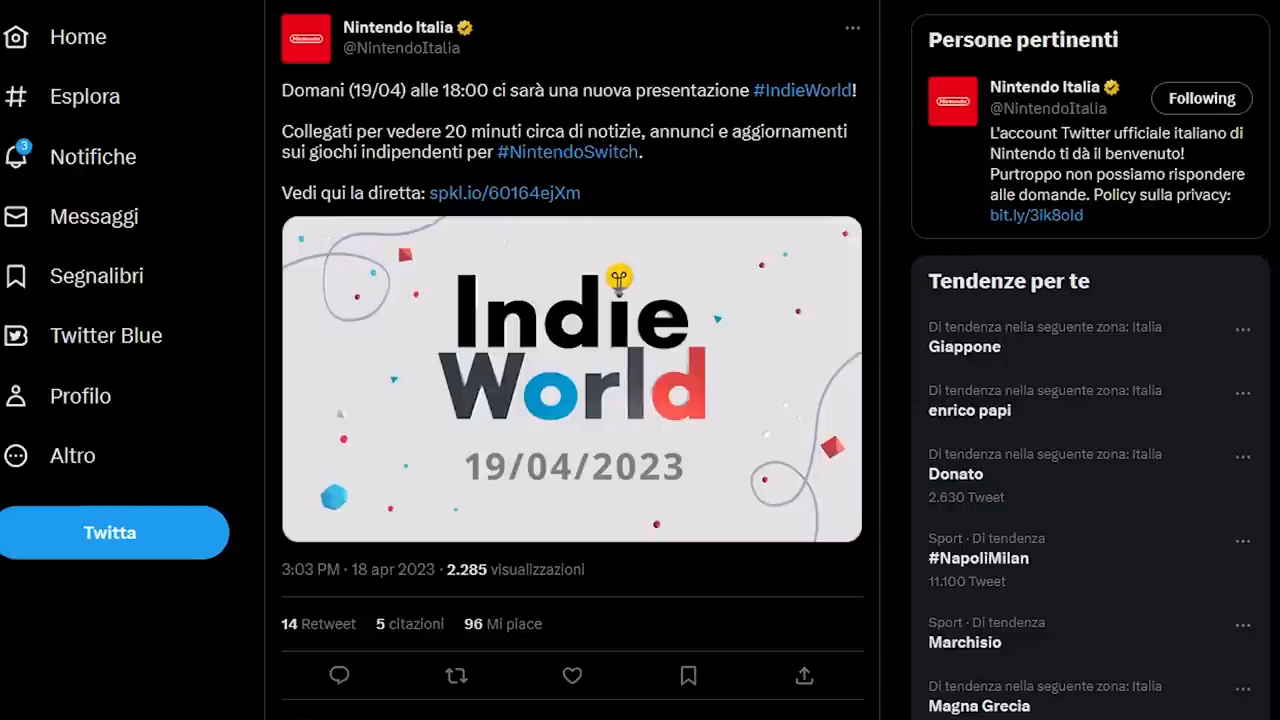 Home
Esplora
3
Notifiche
Messaggi
Segnalibri
Twitter Blue
Profilo
Altro
Twitta
Nintendo
Nintendo Italia
@NintendoItalia
Domani (19/04) alle 18:00 ci sarà una nuova presentazione #IndieWorld!
Collegati per vedere 20 minuti circa di notizie, annunci e aggiornamenti
sui giochi indipendenti per #NintendoSwitch.
Vedi qui la diretta: spkl.io/60164ejXm
Indie
World
19/04/2023
3:03 PM · 18 apr 2023 · 2.285 visualizzazioni
14 Retweet 5 citazioni 96 Mi piace
Persone pertinenti
Nintendo
Nintendo Italia
@NintendoItalia
Following
L'account Twitter ufficiale italiano di
Nintendo ti dà il benvenuto!
Purtroppo non possiamo rispondere
alle domande. Policy sulla privacy:
bit.ly/3Ik8oId
Tendenze per te
Di tendenza nella seguente zona: Italia
Giappone
Di tendenza nella seguente zona: Italia
enrico papi
Di tendenza nella seguente zona: Italia
Donato
2.630 Tweet
Sport · Di tendenza
#NapoliMilan
11.100 Tweet
Sport · Di tendenza
Marchisio
Di tendenza nella seguente zona: Italia
Magna Grecia